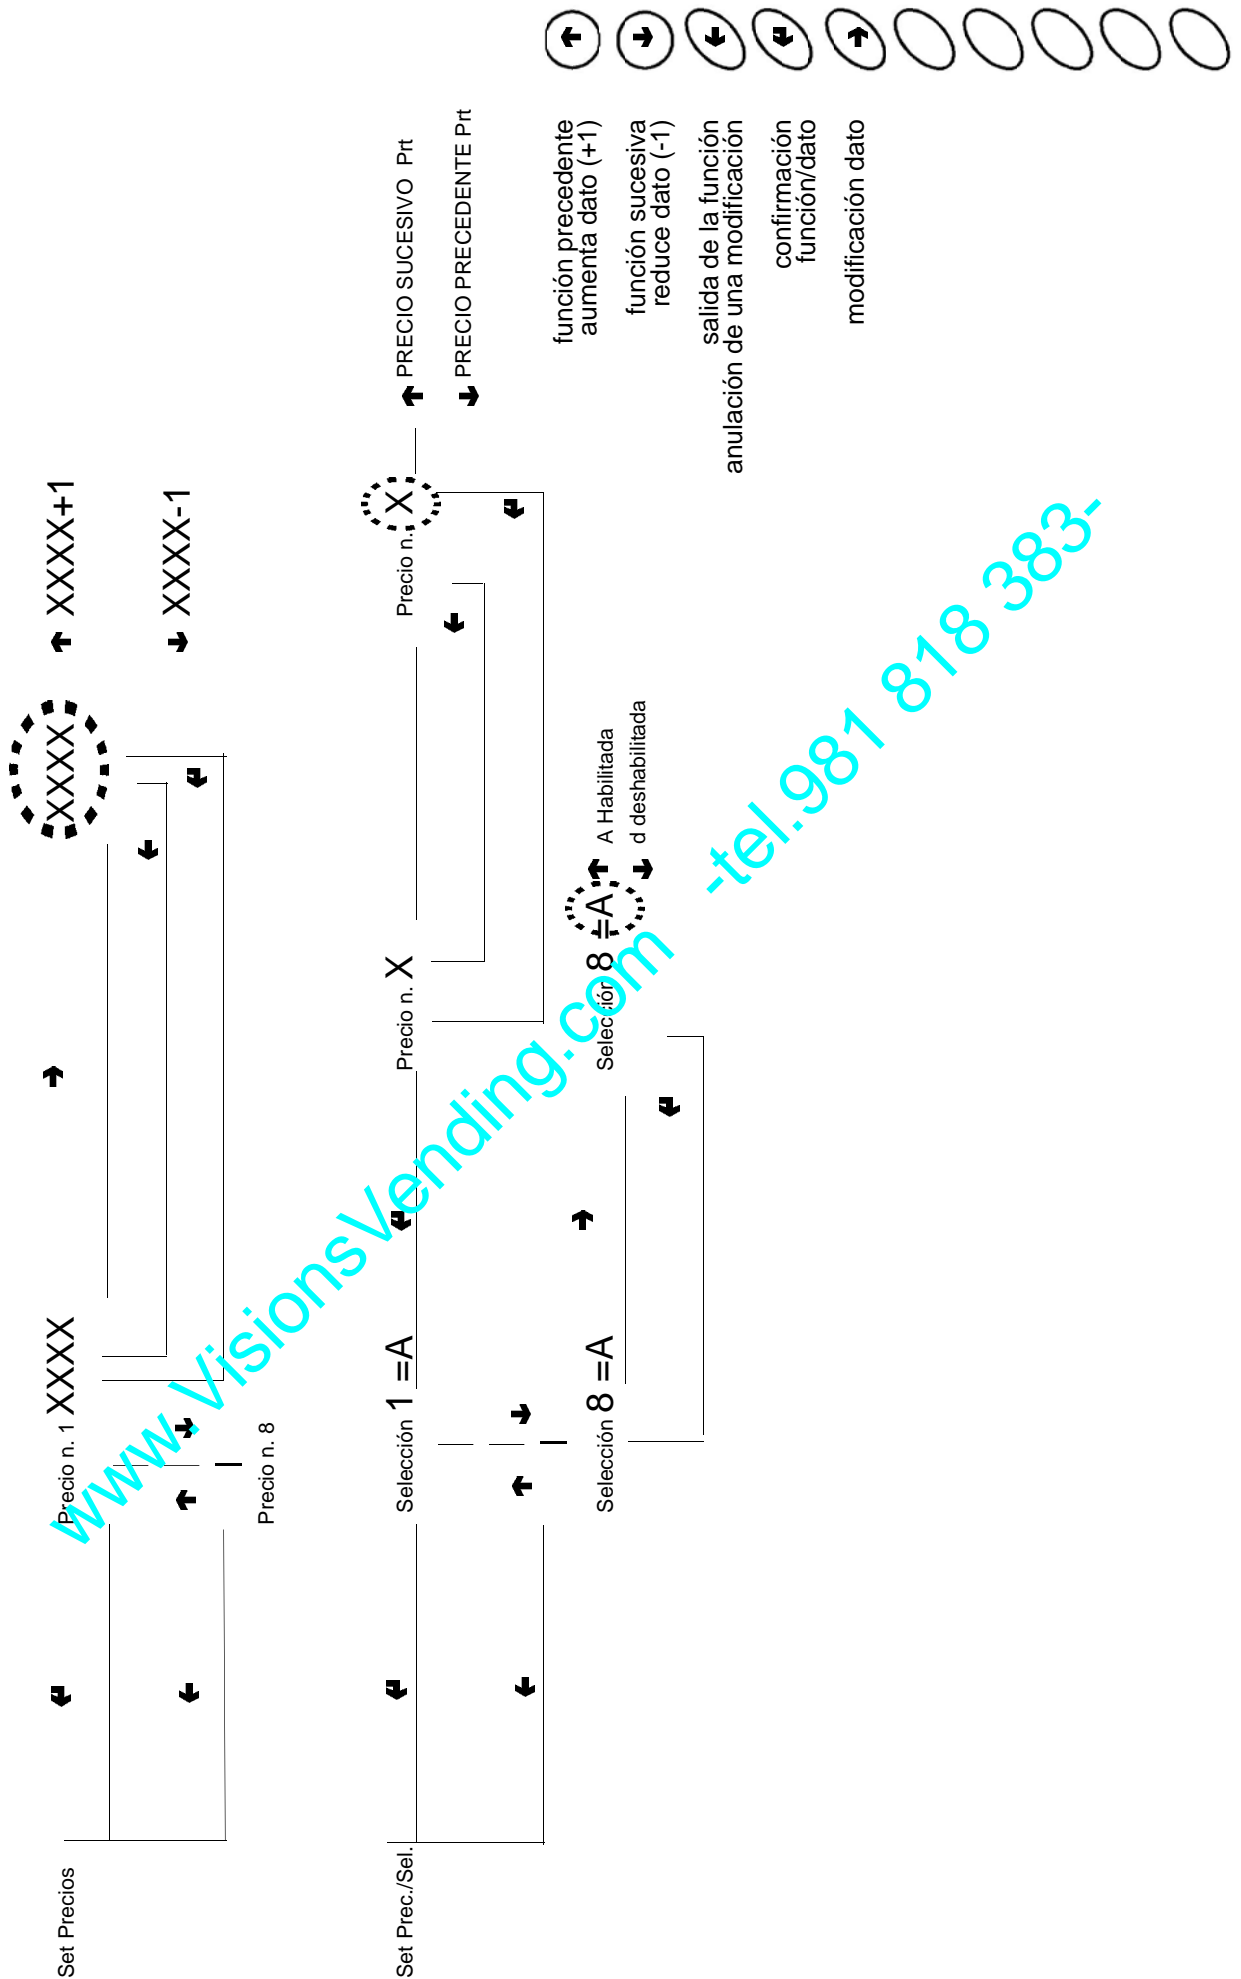 Set Precios
Precio n. 1 XXXX
XXXX
XXXX+1
XXXX-1
Precio n. 8
Set Prec./Sel.
Selección 1 =A
Precio n. X
Precio n. X
PRECIO SUCESIVO Prt
PRECIO PRECEDENTE Prt
Selección 8 =A
Selección 8 =A
A Habilitada
d deshabilitada
función precedente
aumenta dato (+1)
función sucesiva
reduce dato (-1)
salida de la función
anulación de una modificación
confirmación
función/dato
modificación dato
www.VisionsVending.com -tel.981 818 383-